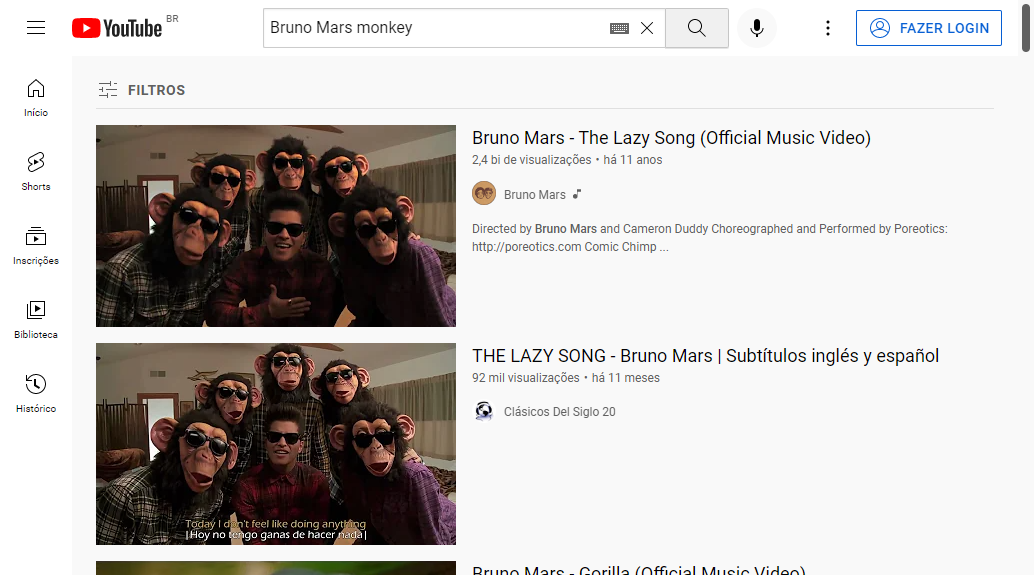 YouTube BR
Bruno Mars monkey
FAZER LOGIN
Início
Shorts
Inscrições
Biblioteca
Histórico
FILTROS
Bruno Mars - The Lazy Song (Official Music Video)
2,4 bi de visualizações • há 11 anos
Bruno Mars
Directed by Bruno Mars and Cameron Duddy Choreographed and Performed by Poreotics:
http://poreotics.com Comic Chimp ...
Today I don't feel like doing anything
[Hoy no tengo ganas de hacer nada]
THE LAZY SONG - Bruno Mars | Subtítulos inglés y español
92 mil visualizações • há 11 meses
Clásicos Del Siglo 20
Bruno Mars - Gorilla (Official Music Video)